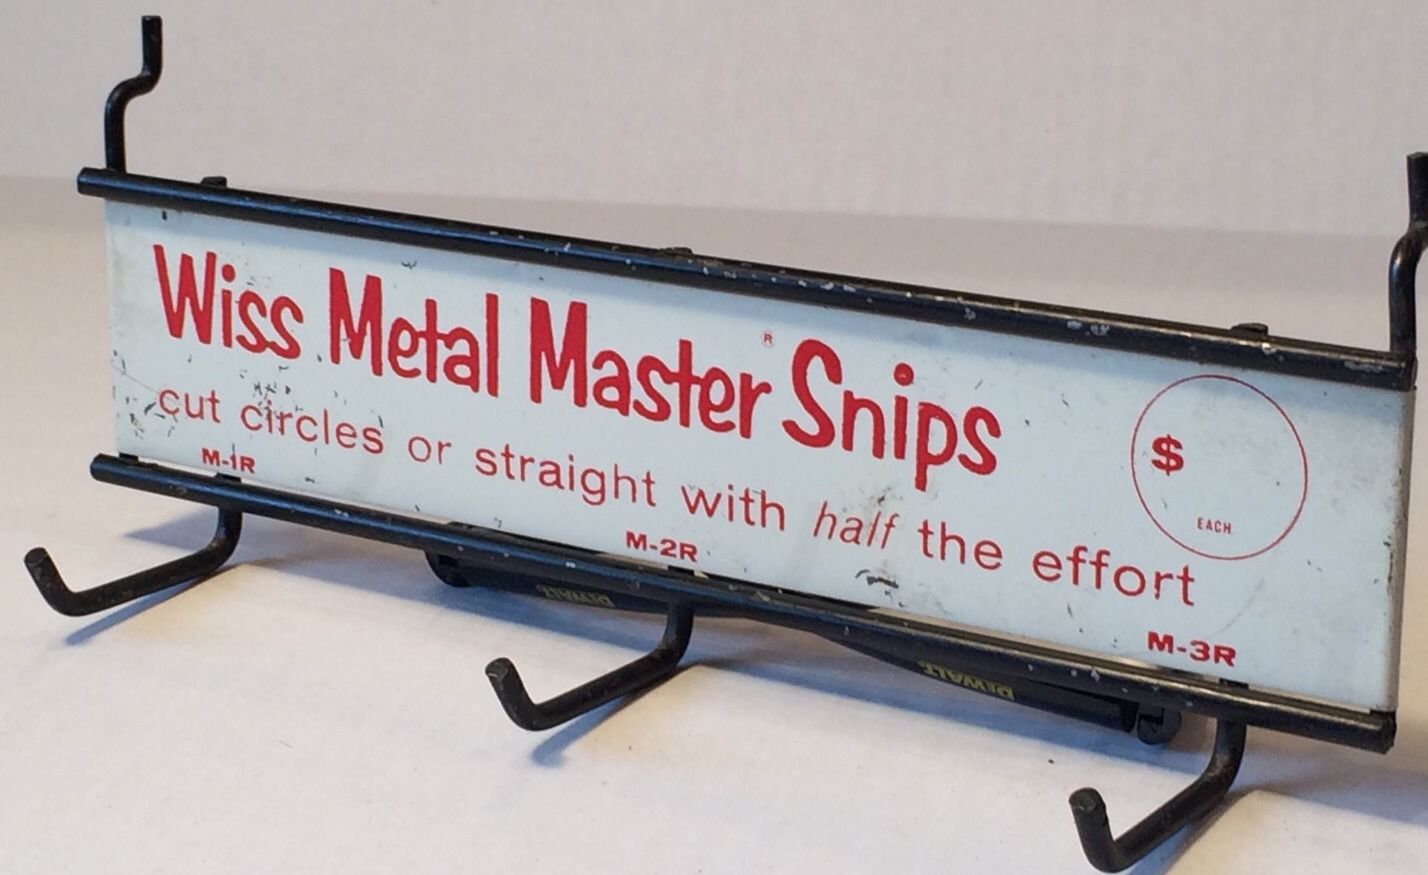 Wiss Metal Master® Snips
cut circles or straight with half the effort
M-1R
M-2R
M-3R
$
EACH
DEWALT
DEWALT